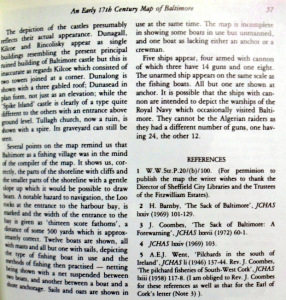 An Early 17th Century Map of Baltimore 57
The depiction of the castles presumably
reflects their actual appearance. Dunagall,
Kilcoe and Rincolisky appear as single
buildings resembling the present principal
ruined building of Baltimore castle but this is
inaccurate as regards Kilcoe which consisted of
two towers joined at a corner. Dunalong is
shown with a three gabled roof; Dunassed in
plan form, not just as an elevation; while the
'Spike Island' castle is clearly of a type quite
different to the others with an entrance above
ground level. Tullagh church, now a ruin, is
shown with a spire. Its graveyard can still be
seen.
Several points on the map remind us that
Baltimore as a fishing village was in the mind
of the compiler of the map. It shows us, cor-
rectly, the parts of the shoreline with cliffs and
the smaller parts of the shoreline with a gentle
slope up which it would be possible to draw
boats. A notable hazard to navigation, the Loo
rocks at the entrance to the harbour bay, is
marked and the width of the entrance to the
bay is given as 'thirteen score fathoms', a
distance of some 500 yards which is approx-
imately correct. Twelve boats are shown, all
with masts and all but one with sails, depicting
the type of fishing boat in use and the
methods of fishing then practised — netting
being shown with a net suspended between
two boats, and another between a boat and a
shore anchorage. Sails and oars are shown in
use at the same time. The map is incomplete
in showing some boats in use but unmanned,
and one boat as lacking either an anchor or a
crewman.
Five ships appear, four armed with cannon
of which three have 14 guns and one eight.
The unarmed ship appears on the same scale as
the fishing boats. All but one are shown at
anchor. It is possible that the ships with can-
non are intended to depict the warships of the
Royal Navy which occasionally visited Balti-
more. They cannot be the Algerian raiders as
they had a different number of guns, one hav-
ing 24, the other 12.
REFERENCES
1 W.W.Str.P.20/(b)/100. (For permission to
publish the map the writer wishes to thank the
Director of Sheffield City Libraries and the Trustees
of the Fitzwilliam Estates).
2 H. Barnby, 'The Sack of Baltimore,' JCHAS
lxxiv (1969) 101-129.
3 J. Coombes, 'The Sack of Baltimore: A
Forewarning', JCHAS lxxvi (1972) 60-1.
4 JCHAS lxxiv (1969) 103.
5 A.E.J. Went, 'Pilchards in the south of
Ireland', JCHAS li (1946) 137-44. Rev. J. Coombes,
'The pilchard fisheries of South-West Cork', JCHAS
lxiii (1958) 117-8. (I am obliged to Rev. J. Coombes
for these references as well as that for the Earl of
Cork's letter (Note 3) ).